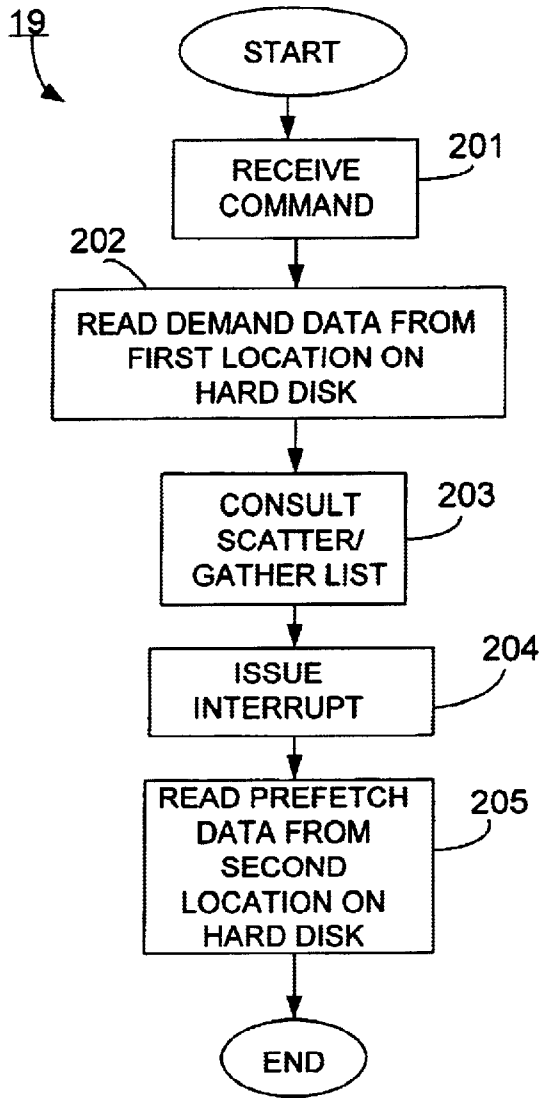 19
START
201
RECEIVE
COMMAND
202
READ DEMAND DATA FROM
FIRST LOCATION ON
HARD DISK
203
CONSULT
SCATTER/
GATHER LIST
204
ISSUE
INTERRUPT
205
READ PREFETCH
DATA FROM
SECOND
LOCATION ON
HARD DISK
END